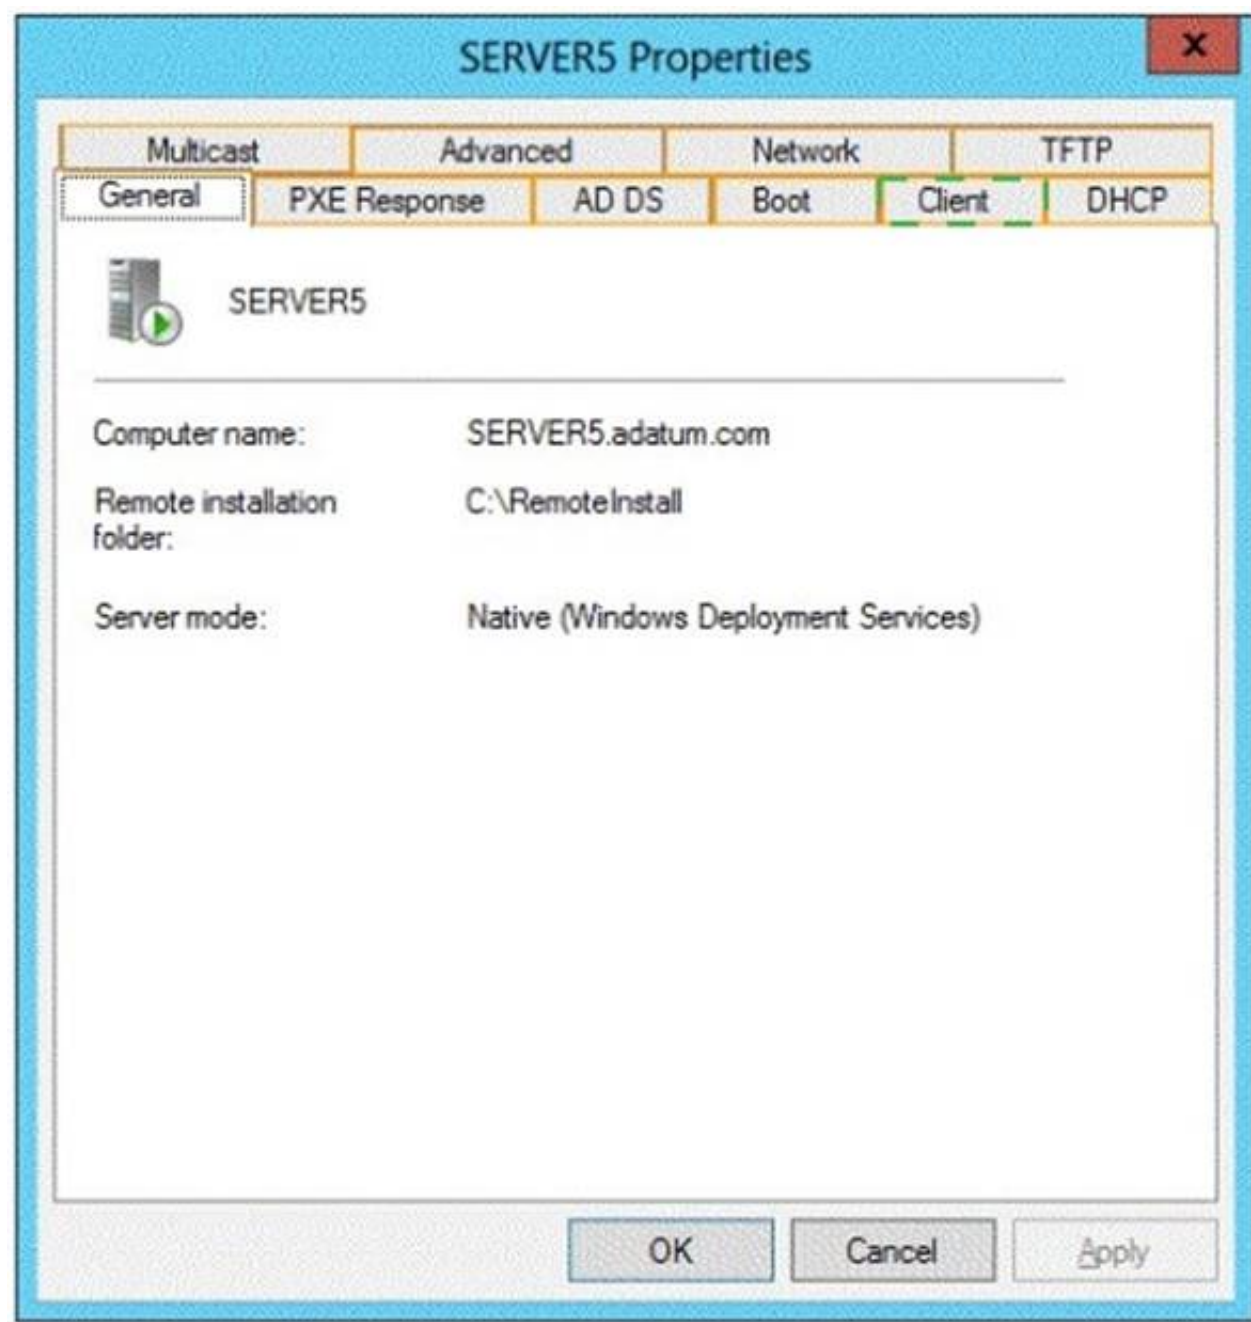 SERVER5 Properties
x
Multicast Advanced Network TFTP
General PXE Response AD DS Boot Client DHCP
SERVER5
Computer name: SERVER5.adatum.com
Remote installation C:\RemoteInstall
folder:
Server mode: Native (Windows Deployment Services)
OK Cancel Apply